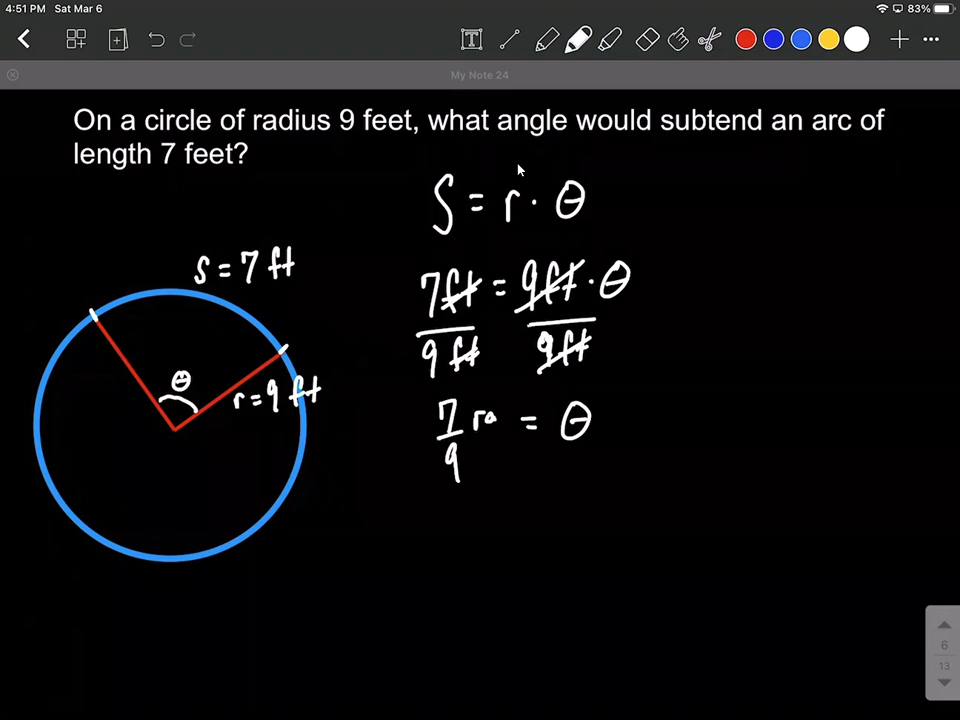 4:51 PM Sat Mar 6 83%
My Note 24
On a circle of radius 9 feet, what angle would subtend an arc of
length 7 feet?
S = r · θ
s = 7 ft
7ft = 9ft · θ
9 ft 9ft
θ
r = 9 ft
7 ra = θ
9
6
13